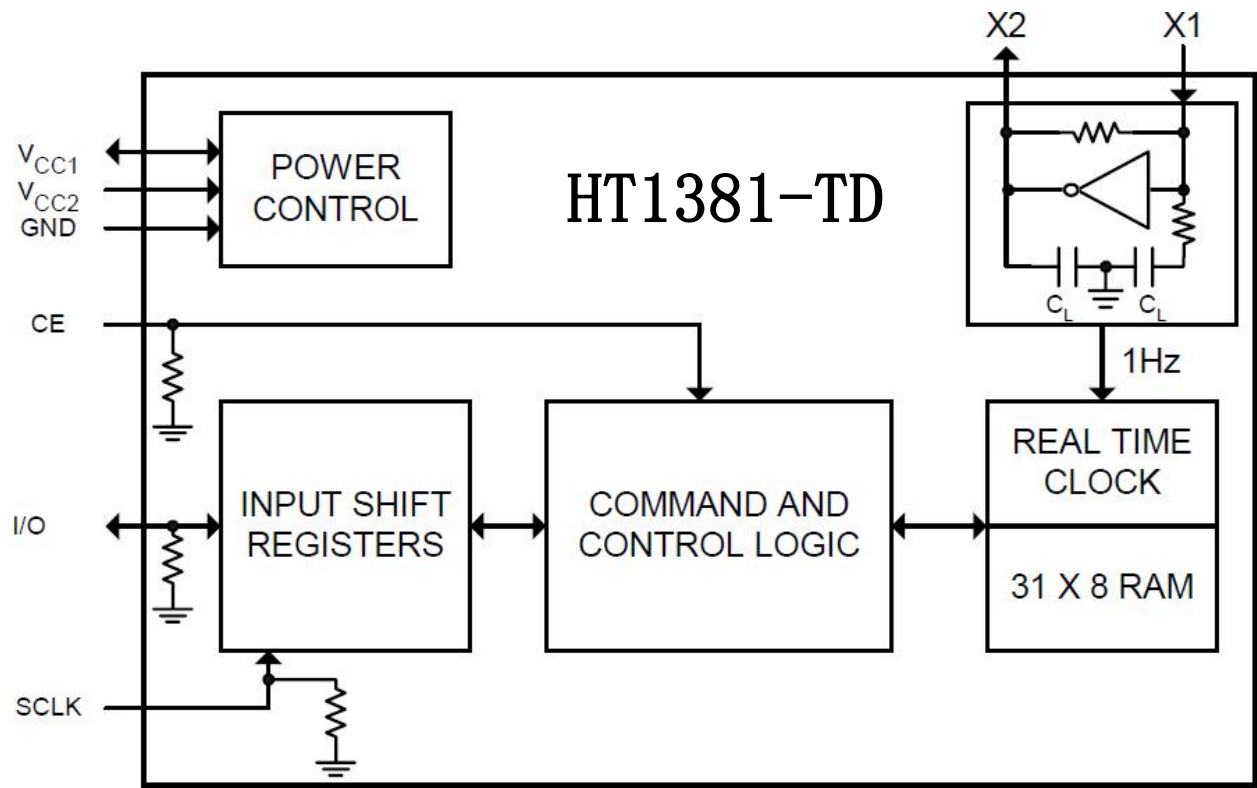 X2
X1
VCC1
VCC2
GND
POWER
CONTROL
HT1381-TD
CL
CL
CE
1Hz
I/O
INPUT SHIFT
REGISTERS
COMMAND AND
CONTROL LOGIC
REAL TIME
CLOCK
31 X 8 RAM
SCLK